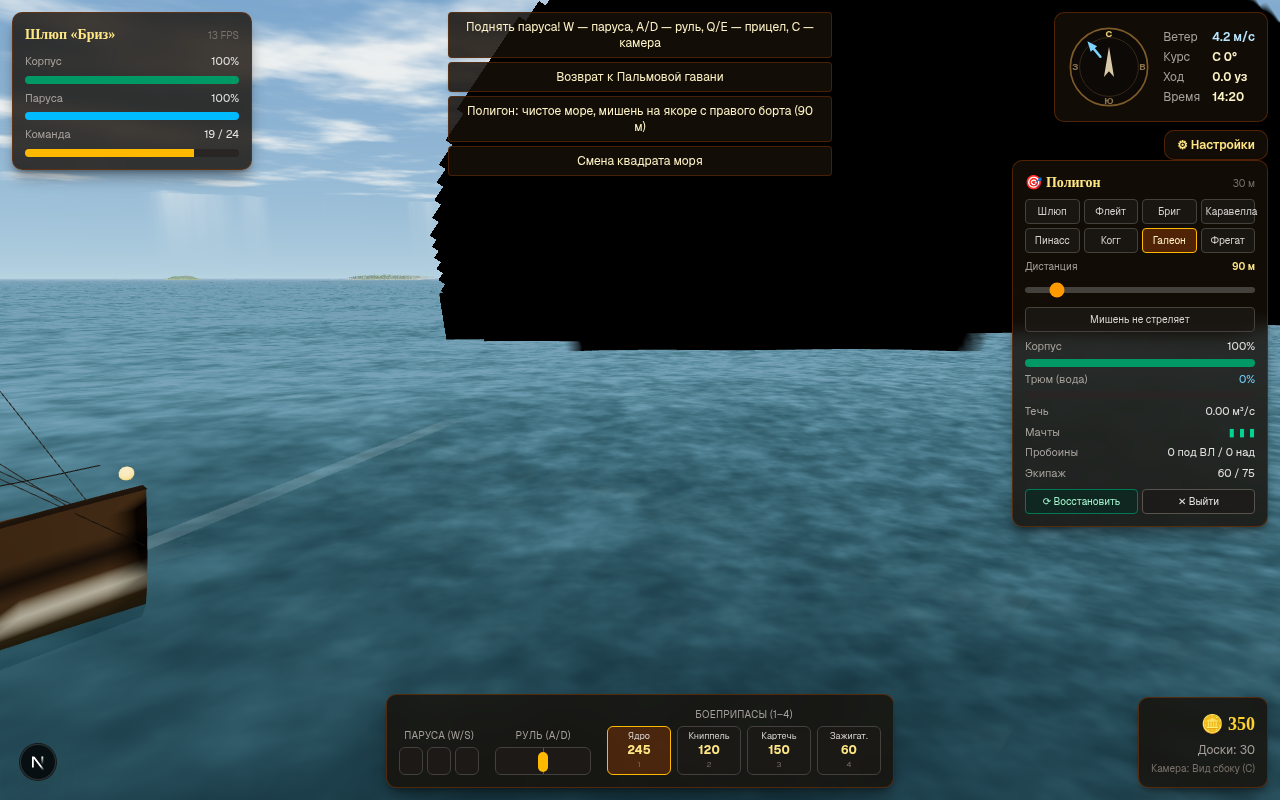 Шлюп «Бриз»
13 FPS
Корпус
100%
Паруса
100%
Команда
19 / 24
Поднять паруса! W — паруса, A/D — руль, Q/E — прицел, C —
камера
Возврат к Пальмовой гавани
Полигон: чистое море, мишень на якоре с правого борта (90
м)
Смена квадрата моря
С
З
В
Ю
Ветер
4.2 м/с
Курс
С 0°
Ход
0.0 уз
Время
14:20
⚙ Настройки
🎯 Полигон
30 м
Шлюп
Флейт
Бриг
Каравелла
Пинасс
Когг
Галеон
Фрегат
Дистанция
90 м
Мишень не стреляет
Корпус
100%
Трюм (вода)
0%
Течь
0.00 м³/с
Мачты
Пробоины
0 под ВЛ / 0 над
Экипаж
60 / 75
⟳ Восстановить
✕ Выйти
ПАРУСА (W/S)
РУЛЬ (A/D)
БОЕПРИПАСЫ (1–4)
Ядро
245
1
Книппель
120
2
Картечь
150
3
Зажигат.
60
4
N
350
Доски: 30
Камера: Вид сбоку (C)